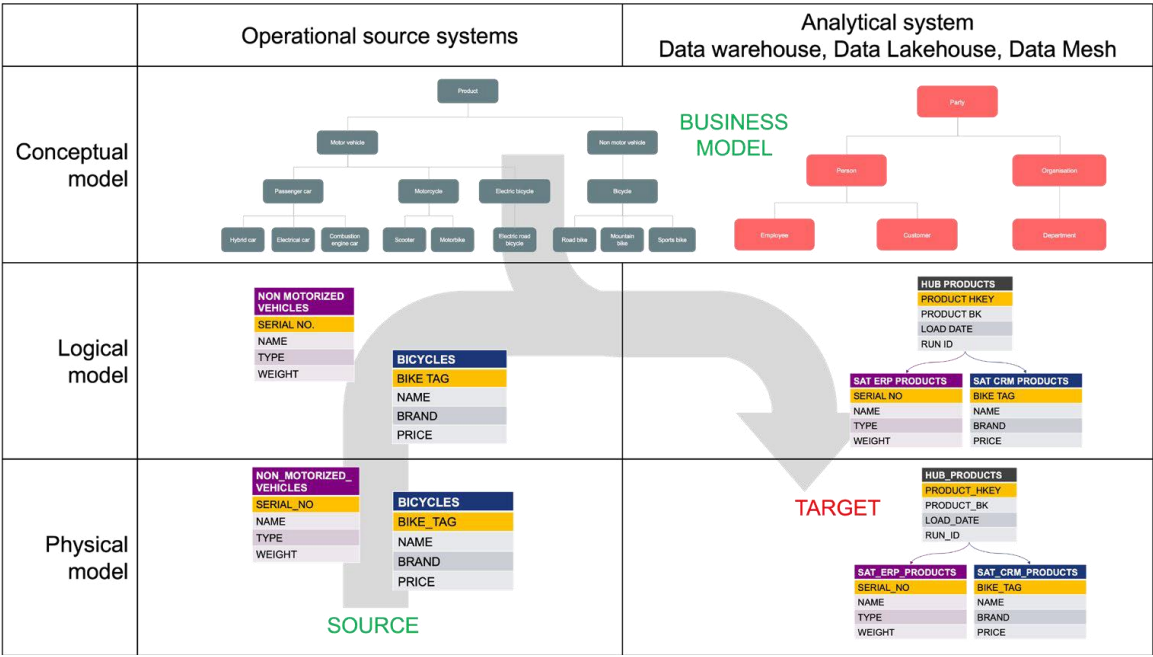 Operational source systems
Analytical system
Data warehouse, Data Lakehouse, Data Mesh
Conceptual
model
Product
Motor vehicle
Non motor vehicle
Passenger car
Motorcycle
Electric bicycle
Bicycle
Hybrid car
Electrical car
Combustion
engine car
Scooter
Motorbike
Electric road
bicycle
Road bike
Mountain
bike
Sports bike
BUSINESS
MODEL
Party
Person
Organisation
Employee
Customer
Department
Logical
model
NON MOTORIZED
VEHICLES
SERIAL NO.
NAME
TYPE
WEIGHT
BICYCLES
BIKE TAG
NAME
BRAND
PRICE
HUB PRODUCTS
PRODUCT HKEY
PRODUCT BK
LOAD DATE
RUN ID
SAT ERP PRODUCTS
SERIAL NO
NAME
TYPE
WEIGHT
SAT CRM PRODUCTS
BIKE TAG
NAME
BRAND
PRICE
Physical
model
NON_MOTORIZED_
VEHICLES
SERIAL_NO
NAME
TYPE
WEIGHT
BICYCLES
BIKE_TAG
NAME
BRAND
PRICE
SOURCE
TARGET
HUB_PRODUCTS
PRODUCT_HKEY
PRODUCT_BK
LOAD_DATE
RUN_ID
SAT_ERP_PRODUCTS
SERIAL_NO
NAME
TYPE
WEIGHT
SAT_CRM_PRODUCTS
BIKE_TAG
NAME
BRAND
PRICE